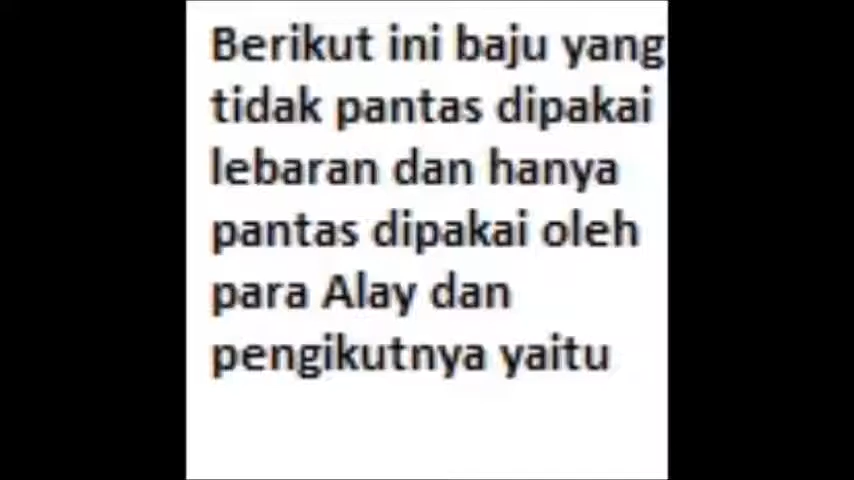 Berikut ini baju yang
tidak pantas dipakai
lebaran dan hanya
pantas dipakai oleh
para Alay dan
pengikutnya yaitu